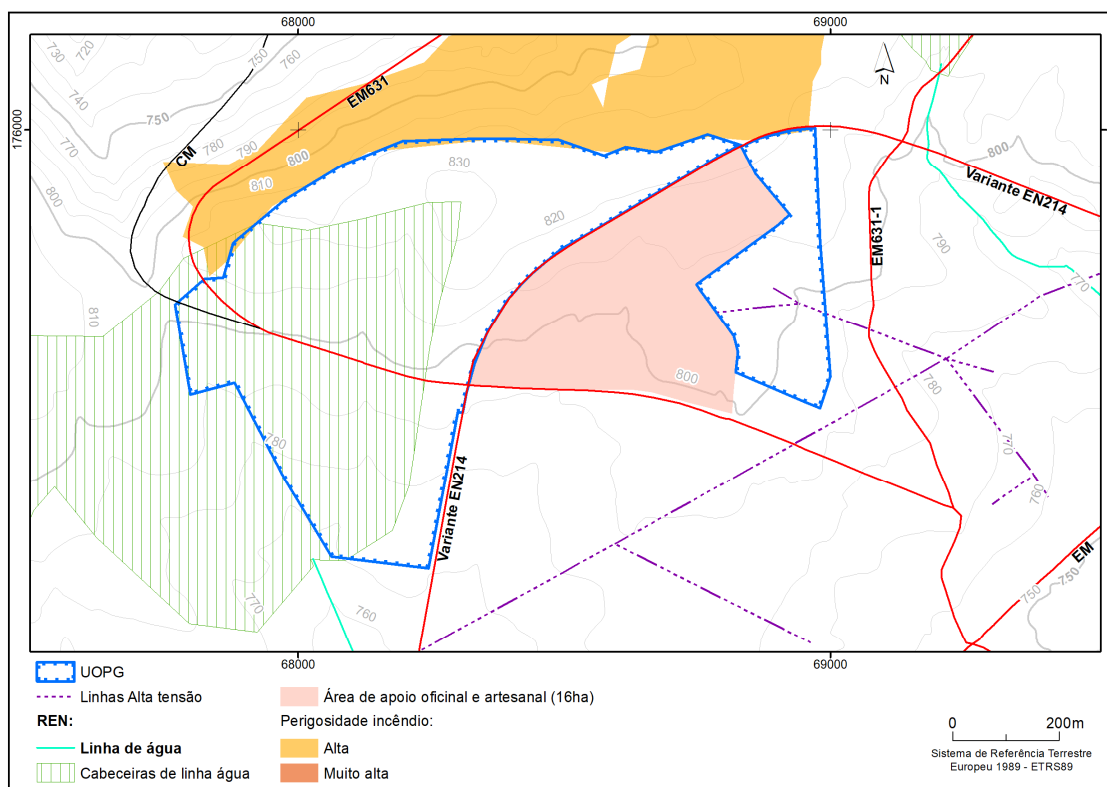 68000 69000
730 720 750 760
740
EM631
750
750
770
CM
780 790
800
810
830
800
820
176000
N
800
Variante EN214
EM631-1
790
770
810
800
780
780
770
Variante EN214
760
770
760
EM
750
750
68000 69000
UOPG
Linhas Alta tensão
Área de apoio oficinal e artesanal (16ha)
REN:
Perigosidade incêndio:
Linha de água
Alta
Cabeceiras de linha água
Muito alta
0 200m
Sistema de Referência Terrestre
Europeu 1989 - ETRS89